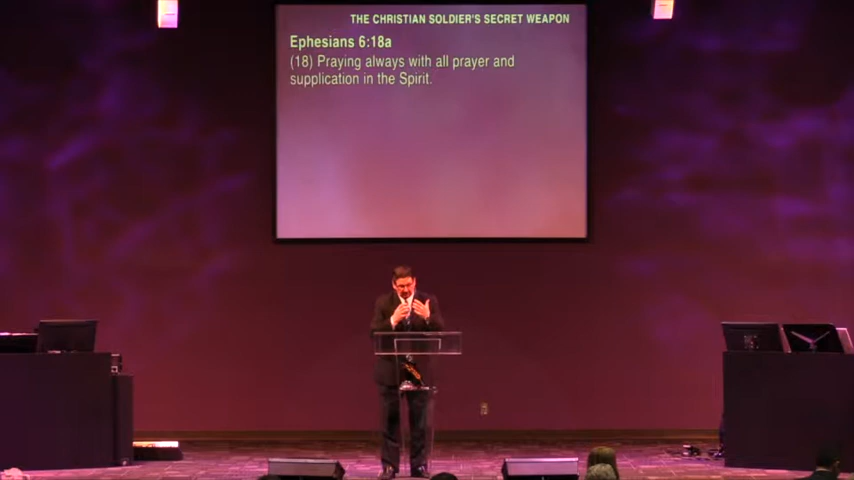 THE CHRISTIAN SOLDIER'S SECRET WEAPON
Ephesians 6:18a
(18) Praying always with all prayer and
supplication in the Spirit.